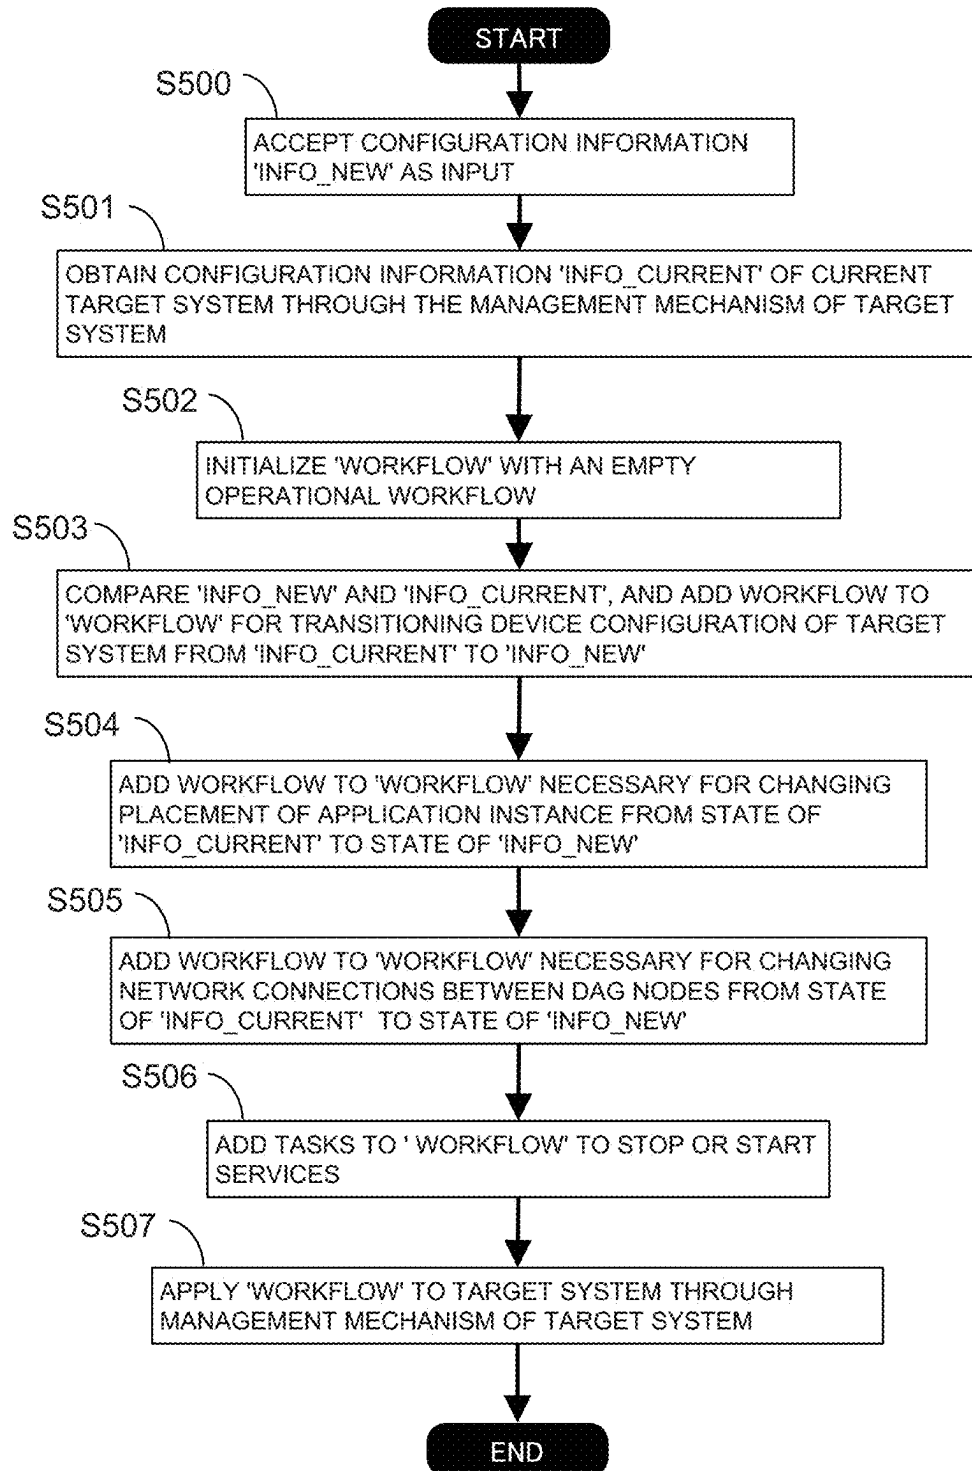 START
S500
ACCEPT CONFIGURATION INFORMATION
'INFO_NEW' AS INPUT
S501
OBTAIN CONFIGURATION INFORMATION 'INFO_CURRENT' OF CURRENT
TARGET SYSTEM THROUGH THE MANAGEMENT MECHANISM OF TARGET
SYSTEM
S502
INITIALIZE 'WORKFLOW' WITH AN EMPTY
OPERATIONAL WORKFLOW
S503
COMPARE 'INFO_NEW' AND 'INFO_CURRENT', AND ADD WORKFLOW TO
'WORKFLOW' FOR TRANSITIONING DEVICE CONFIGURATION OF TARGET
SYSTEM FROM 'INFO_CURRENT' TO 'INFO_NEW'
S504
ADD WORKFLOW TO 'WORKFLOW' NECESSARY FOR CHANGING
PLACEMENT OF APPLICATION INSTANCE FROM STATE OF
'INFO_CURRENT' TO STATE OF 'INFO_NEW'
S505
ADD WORKFLOW TO 'WORKFLOW' NECESSARY FOR CHANGING
NETWORK CONNECTIONS BETWEEN DAG NODES FROM STATE
OF 'INFO_CURRENT' TO STATE OF 'INFO_NEW'
S506
ADD TASKS TO ' WORKFLOW' TO STOP OR START
SERVICES
S507
APPLY 'WORKFLOW' TO TARGET SYSTEM THROUGH
MANAGEMENT MECHANISM OF TARGET SYSTEM
END